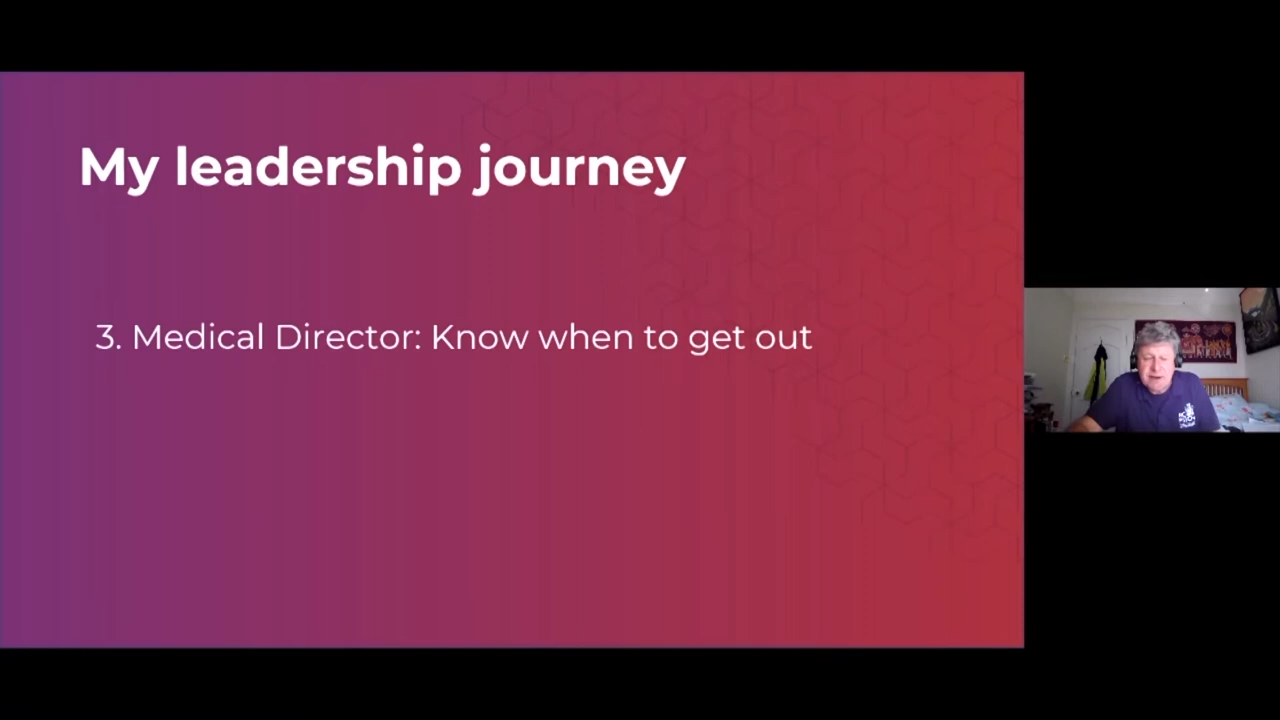 My leadership journey
3. Medical Director: Know when to get out